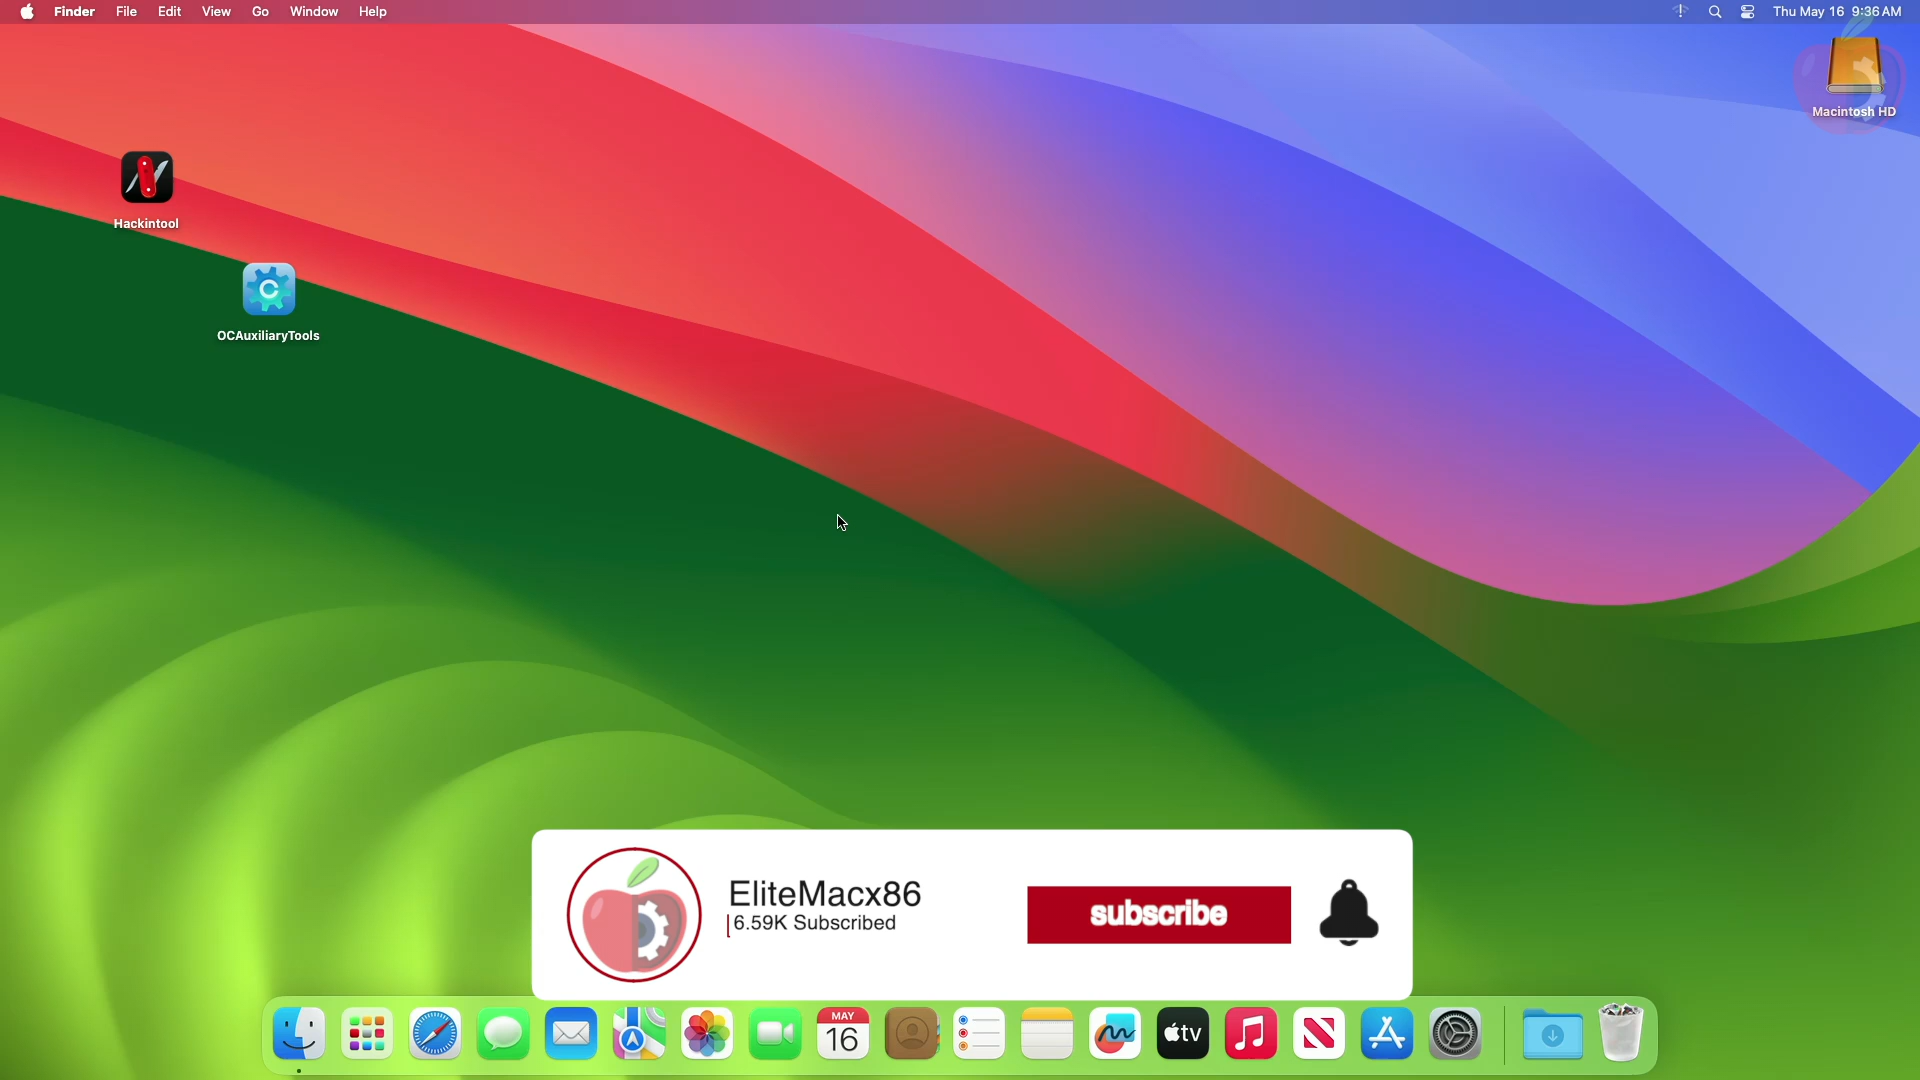 Finder File Edit View Go Window Help Thu May 16 9:36 AM
Macintosh HD
Hackintool
OCAuxiliaryTools
EliteMacx86
6.59K Subscribed
subscribe
MAY
16
tv